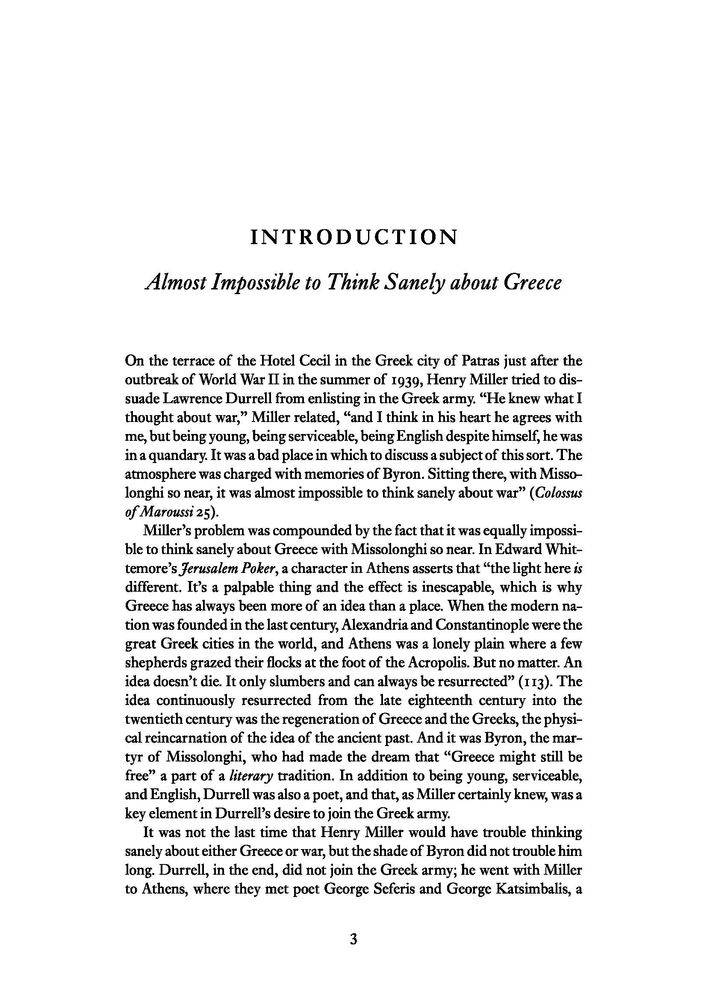 INTRODUCTION
Almost Impossible to Think Sanely about Greece
On the terrace of the Hotel Cecil in the Greek city of Patras just after the
outbreak of World War II in the summer of 1939, Henry Miller tried to dis-
suade Lawrence Durrell from enlisting in the Greek army. “He knew what I
thought about war,” Miller related, “and I think in his heart he agrees with
me, but being young, being serviceable, being English despite himself, he was
in a quandary. It was a bad place in which to discuss a subject of this sort. The
atmosphere was charged with memories of Byron. Sitting there, with Misso-
longhi so near, it was almost impossible to think sanely about war” (Colossus
of Maroussi 25).
Miller’s problem was compounded by the fact that it was equally impossi-
ble to think sanely about Greece with Missolonghi so near. In Edward Whit-
temore’s Jerusalem Poker, a character in Athens asserts that “the light here is
different. It’s a palpable thing and the effect is inescapable, which is why
Greece has always been more of an idea than a place. When the modern na-
tion was founded in the last century, Alexandria and Constantinople were the
great Greek cities in the world, and Athens was a lonely plain where a few
shepherds grazed their flocks at the foot of the Acropolis. But no matter. An
idea doesn’t die. It only slumbers and can always be resurrected” (113). The
idea continuously resurrected from the late eighteenth century into the
twentieth century was the regeneration of Greece and the Greeks, the physi-
cal reincarnation of the idea of the ancient past. And it was Byron, the mar-
tyr of Missolonghi, who had made the dream that “Greece might still be
free” a part of a literary tradition. In addition to being young, serviceable,
and English, Durrell was also a poet, and that, as Miller certainly knew, was a
key element in Durrell’s desire to join the Greek army.
It was not the last time that Henry Miller would have trouble thinking
sanely about either Greece or war, but the shade of Byron did not trouble him
long. Durrell, in the end, did not join the Greek army; he went with Miller
to Athens, where they met poet George Seferis and George Katsimbalis, a
3